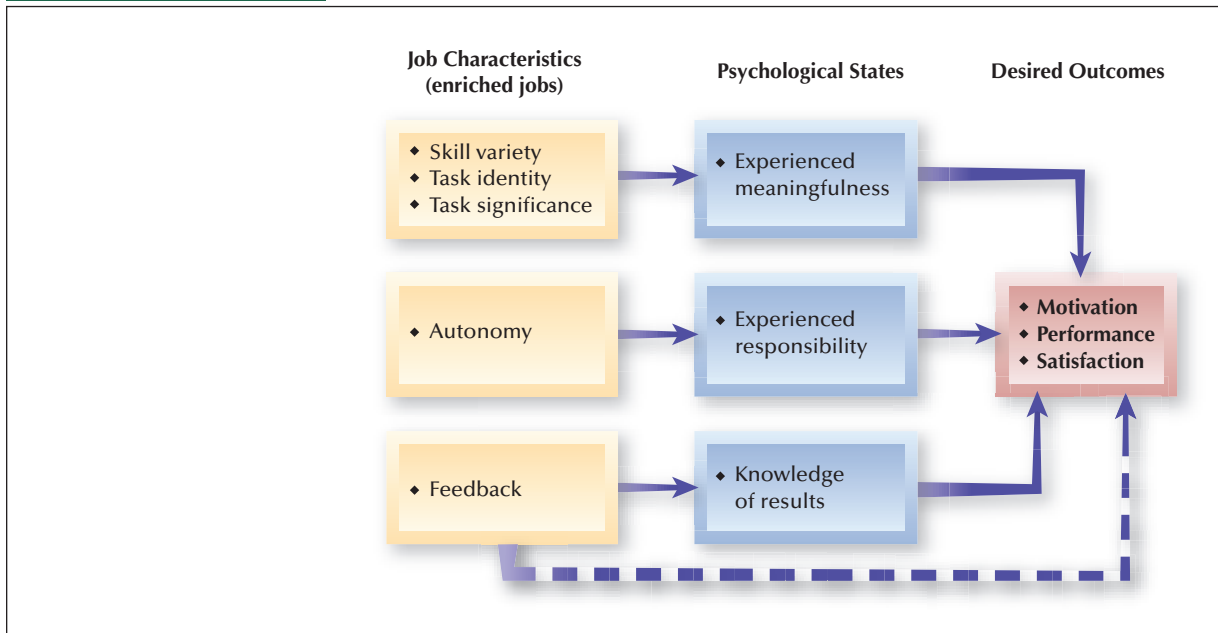 Job Characteristics
(enriched jobs)
Psychological States
Desired Outcomes
◆ Skill variety
◆ Task identity
◆ Task significance
◆ Experienced
meaningfulness
◆ Autonomy
◆ Experienced
responsibility
◆ Motivation
◆ Performance
◆ Satisfaction
◆ Feedback
◆ Knowledge
of results